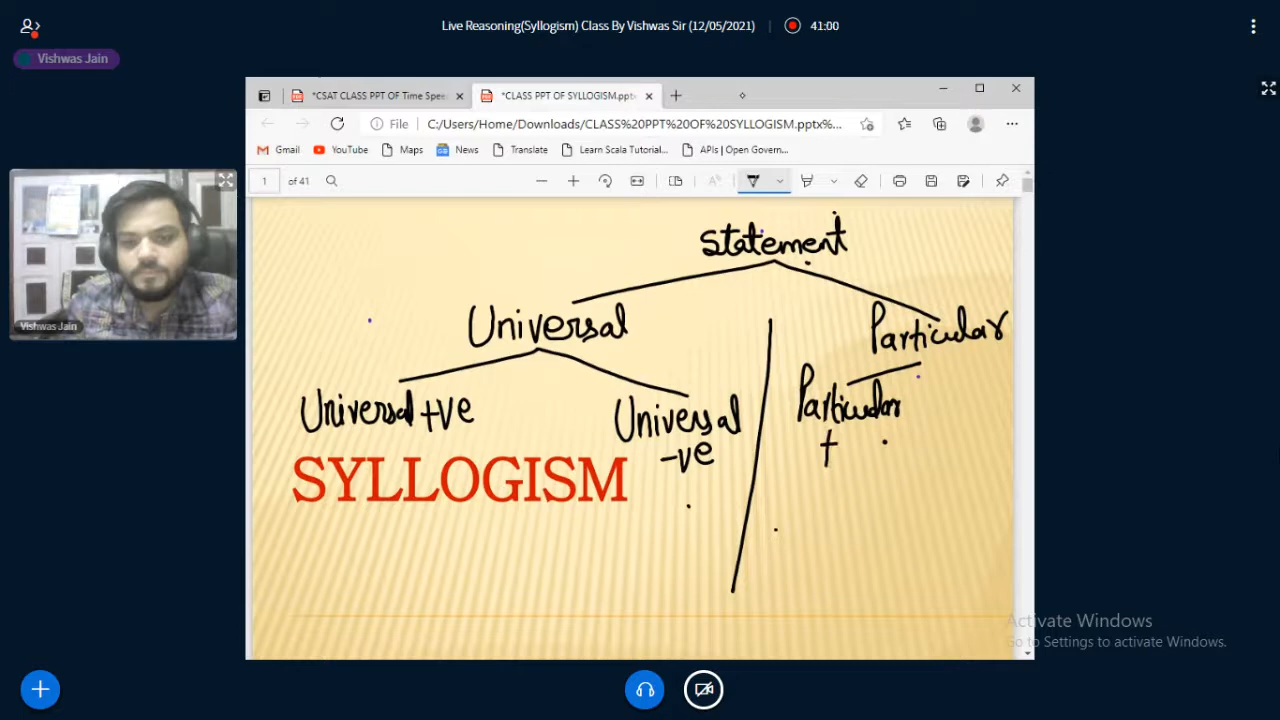 Live Reasoning(Syllogism) Class By Vishwas Sir (12/05/2021)
41:00
Vishwas Jain
*CSAT CLASS PPT OF Time Spee
*CLASS PPT OF SYLLOGISM.ppt
File
C:/Users/Home/Downloads/CLASS%20PPT%20OF%20SYLLOGISM.pptx%...
Gmail
YouTube
Maps
News
Translate
Learn Scala Tutorial...
APIs | Open Govern...
1 of 41
Statement
Universal
Particular
Universal +ve
Universal
-ve
Particular
+
SYLLOGISM
Vishwas Jain
Activate Windows
Go to Settings to activate Windows.